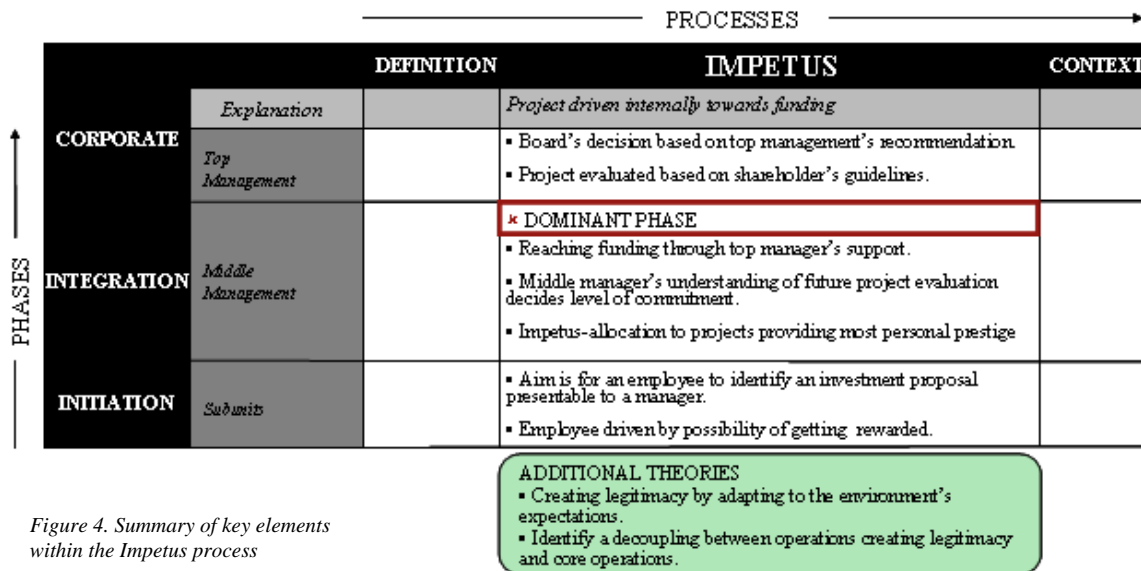 PROCESSES
DEFINITION IMPETUS CONTEXT
Explanation Project driven internally towards funding
CORPORATE
Top
Management
▪ Board's decision based on top management's recommendation.
▪ Project evaluated based on shareholder's guidelines.
× DOMINANT PHASE
INTEGRATION
Middle
Management
▪ Reaching funding through top manager's support.
▪ Middle manager's understanding of future project evaluation
decides level of commitment.
▪ Impetus-allocation to projects providing most personal prestige
PHASES
INITIATION
Subunits
▪ Aim is for an employee to identify an investment proposal
presentable to a manager.
▪ Employee driven by possibility of getting rewarded.
ADDITIONAL THEORIES
▪ Creating legitimacy by adapting to the environment's
expectations.
▪ Identify a decoupling between operations creating legitimacy
and core operations.
Figure 4. Summary of key elements
within the Impetus process